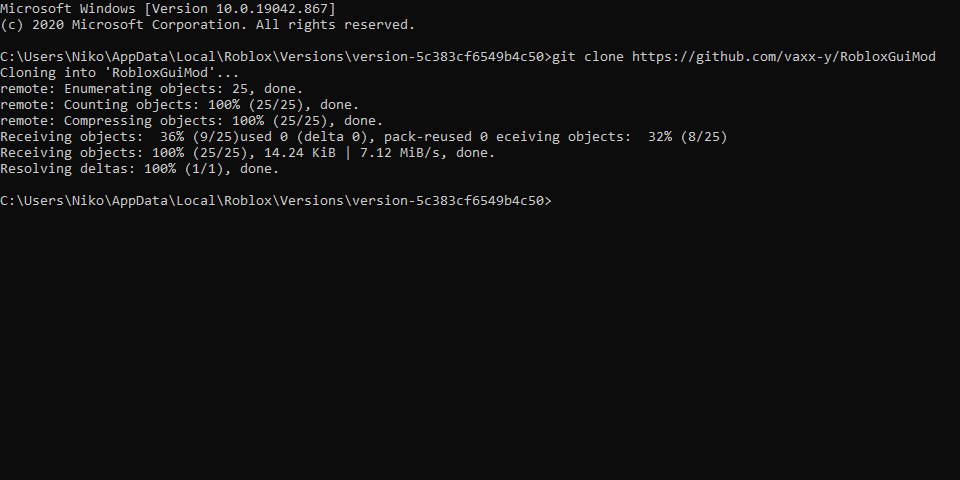 Microsoft Windows [Version 10.0.19042.867]
(c) 2020 Microsoft Corporation. All rights reserved.
C:\Users\Niko\AppData\Local\Roblox\Versions\version-5c383cf6549b4c50>git clone https://github.com/vaxx-y/RobloxGuiMod
Cloning into 'RobloxGuiMod'...
remote: Enumerating objects: 25, done.
remote: Counting objects: 100% (25/25), done.
remote: Compressing objects: 100% (25/25), done.
Receiving objects:  36% (9/25)used 0 (delta 0), pack-reused 0 eceiving objects:  32% (8/25)
Receiving objects: 100% (25/25), 14.24 KiB | 7.12 MiB/s, done.
Resolving deltas: 100% (1/1), done.
C:\Users\Niko\AppData\Local\Roblox\Versions\version-5c383cf6549b4c50>